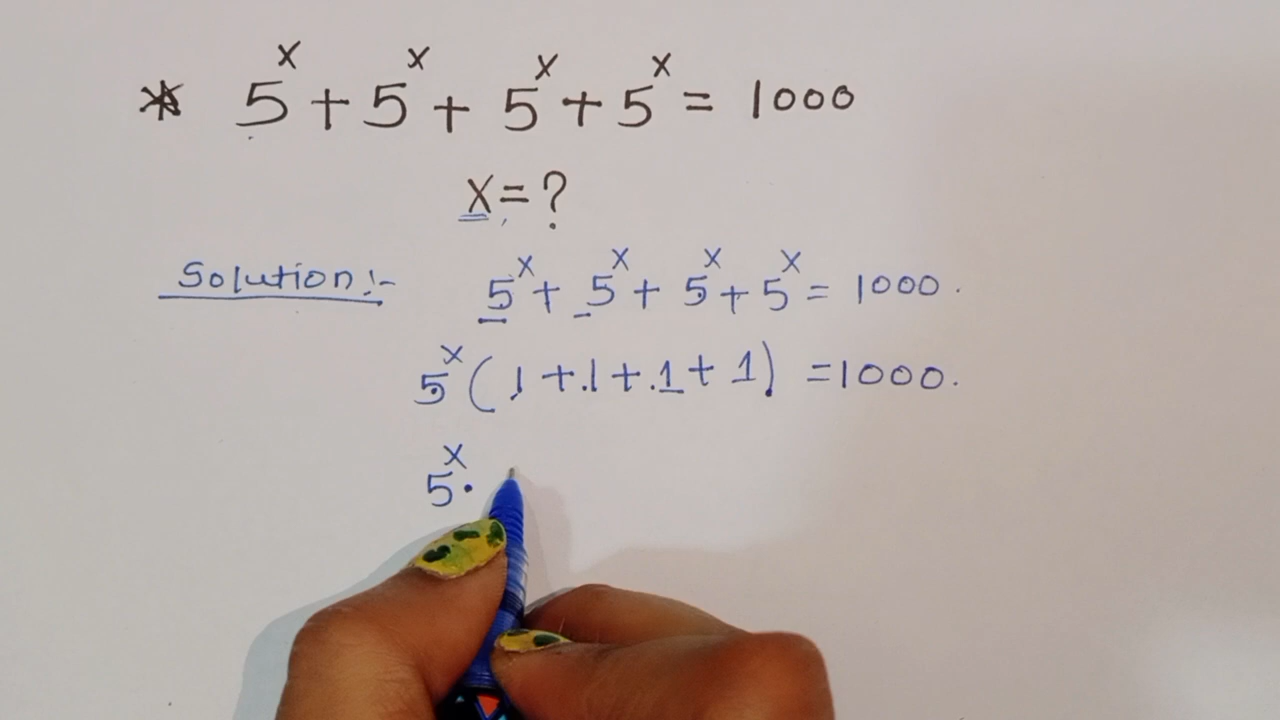 * 5^x + 5^x + 5^x + 5^x = 1000
x = ?
Solution :- 5^x + 5^x + 5^x + 5^x = 1000.
5^x (1 + .1 + .1 + 1) = 1000.
5^x .